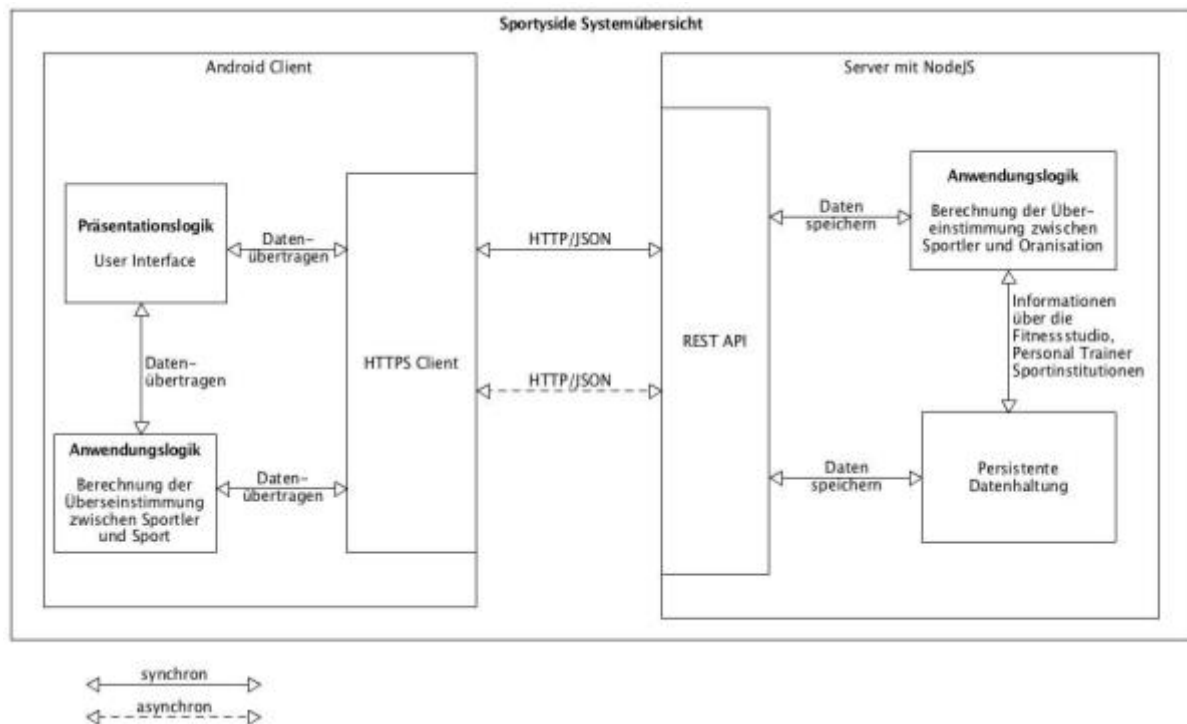 Sportyside Systemübersicht
Android Client
Präsentationslogik
User Interface
Daten-
übertragen
Daten-
übertragen
Anwendungslogik
Berechnung der
Überseinstimmung
zwischen Sportler
und Sport
Daten-
übertragen
HTTPS Client
HTTP/JSON
HTTP/JSON
Server mit NodeJS
REST API
Daten
speichern
Anwendungslogik
Berechnung der Über-
einstimmung zwischen
Sportler und Oranisation
Informationen
über die
Fitnessstudio,
Personal Trainer
Sportinstitutionen
Daten
speichern
Persistente
Datenhaltung
synchron
asynchron